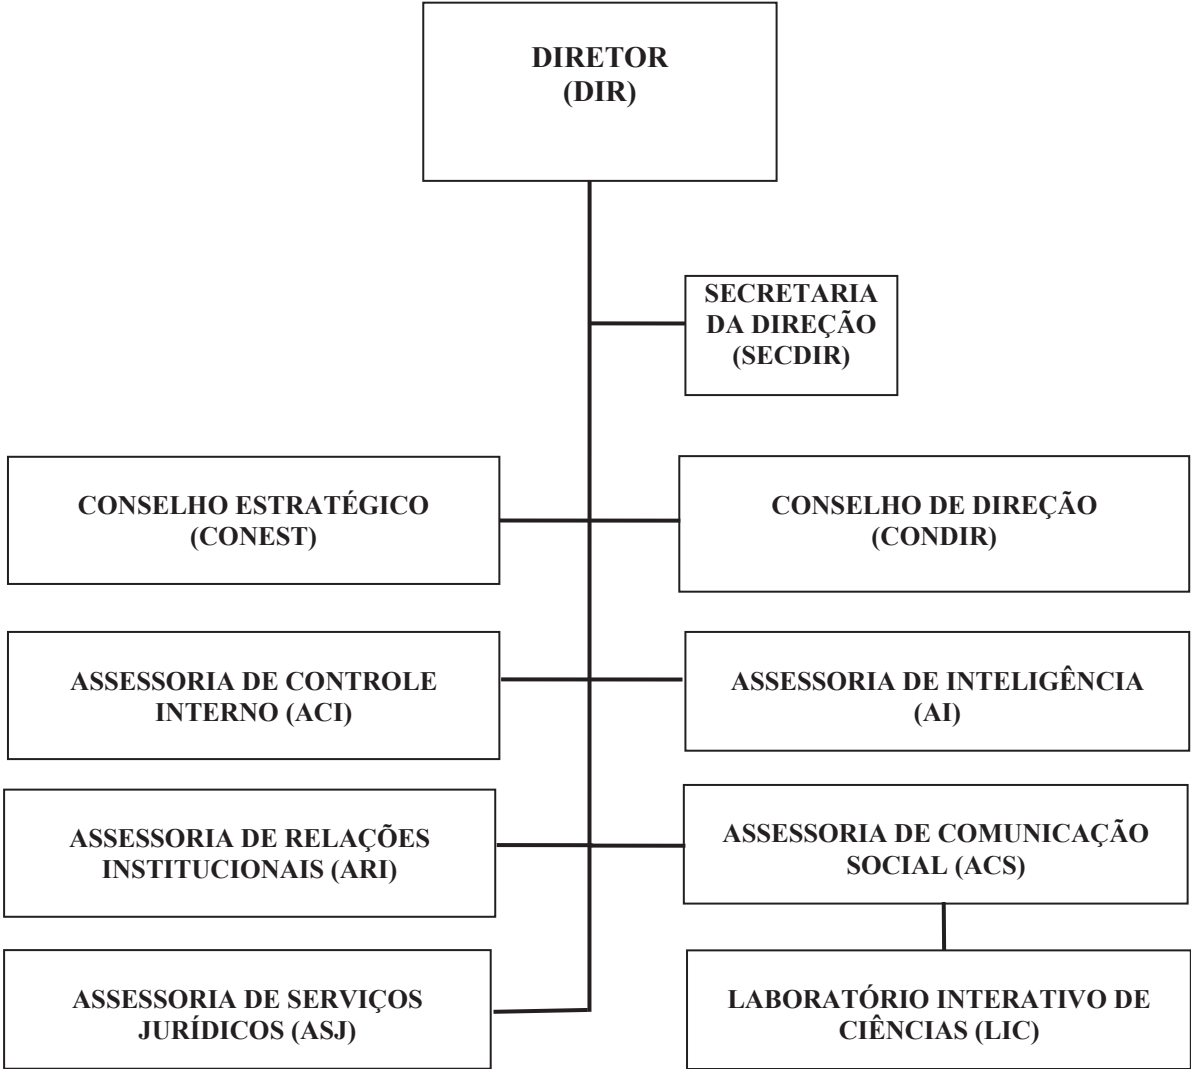 DIRETOR
(DIR)
SECRETARIA
DA DIREÇÃO
(SECDIR)
CONSELHO ESTRATÉGICO
(CONEST)
CONSELHO DE DIREÇÃO
(CONDIR)
ASSESSORIA DE CONTROLE
INTERNO (ACI)
ASSESSORIA DE INTELIGÊNCIA
(AI)
ASSESSORIA DE RELAÇÕES
INSTITUCIONAIS (ARI)
ASSESSORIA DE COMUNICAÇÃO
SOCIAL (ACS)
ASSESSORIA DE SERVIÇOS
JURÍDICOS (ASJ)
LABORATÓRIO INTERATIVO DE
CIÊNCIAS (LIC)